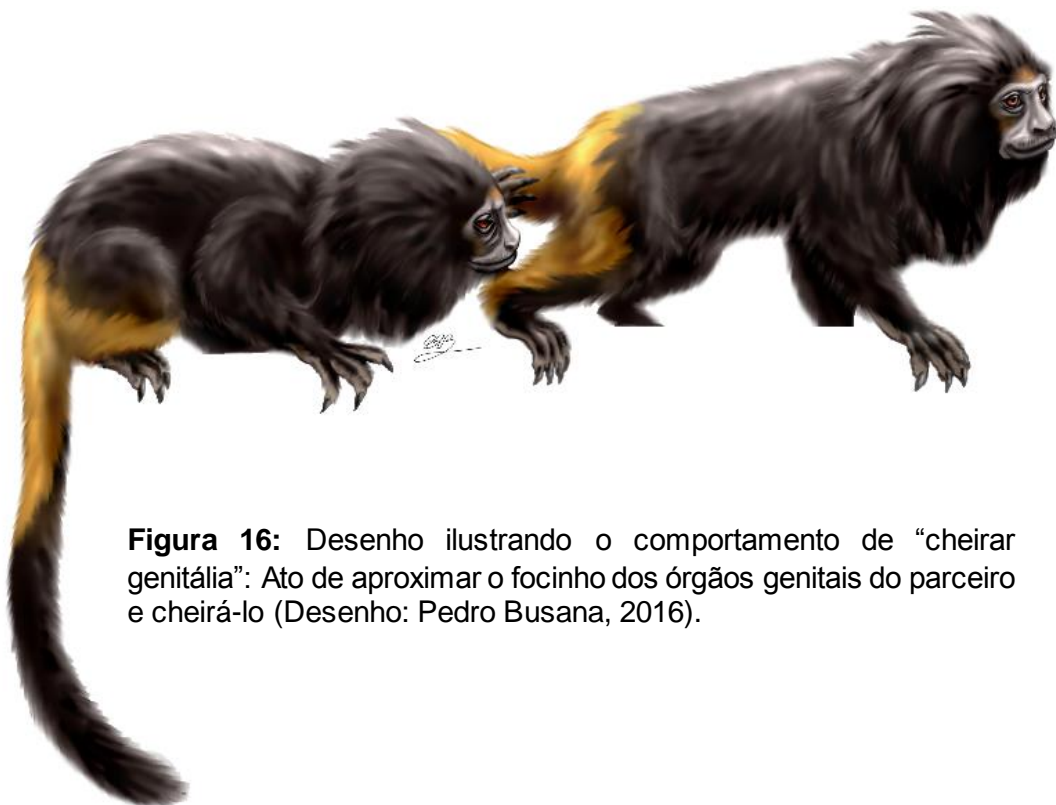 Figura 16: Desenho ilustrando o comportamento de “cheirar
genitália”: Ato de aproximar o focinho dos órgãos genitais do parceiro
e cheirá-lo (Desenho: Pedro Busana, 2016).